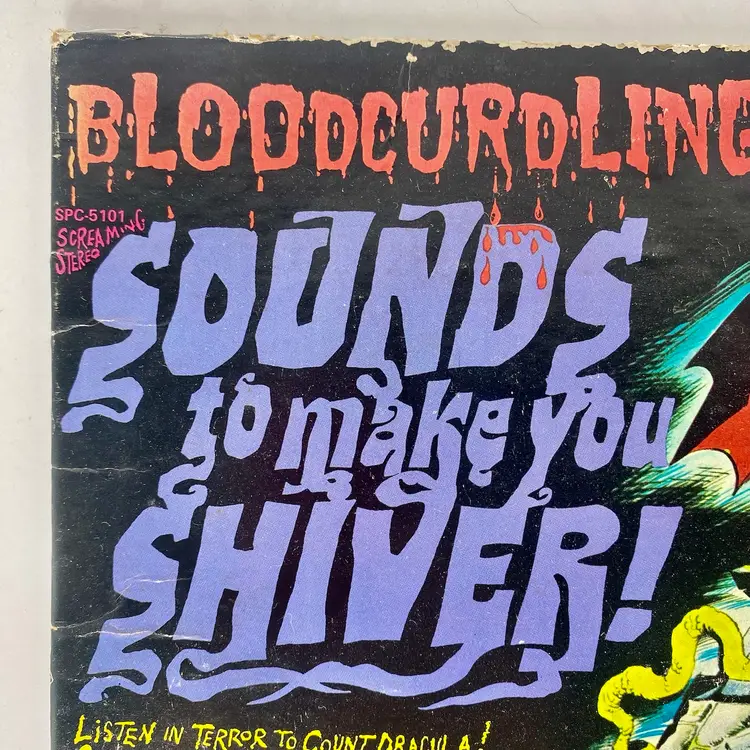 BLOODCURDLING
SPC-5101
SCREAMING
STEREO
SOUNDS
to make you
SHIVER!
LISTEN IN TERROR TO COUNT DRACULA!